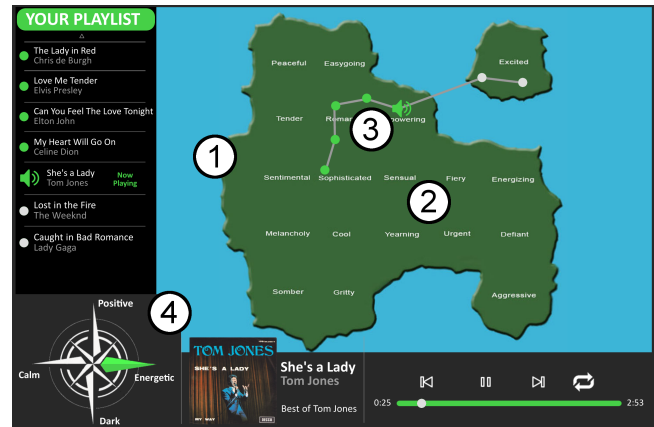 YOUR PLAYLIST
The Lady in Red
Chris de Burgh
Love Me Tender
Elvis Presley
Can You Feel The Love Tonight
Elton John
My Heart Will Go On
Celine Dion
She's a Lady
Tom Jones
Now
Playing
Lost in the Fire
The Weeknd
Caught in Bad Romance
Lady Gaga
Peaceful Easygoing Excited
Tender
3
1
Sentimental Sophisticated Sensual Fiery Energizing
2
Melancholy Cool Yearning Urgent Defiant
Somber Gritty Aggressive
4
Positive
Calm
Energetic
Dark
TOM JONES
SHE'S A LADY
MY WAY
DECCA
She's a Lady
Tom Jones
Best of Tom Jones
0:25
2:53